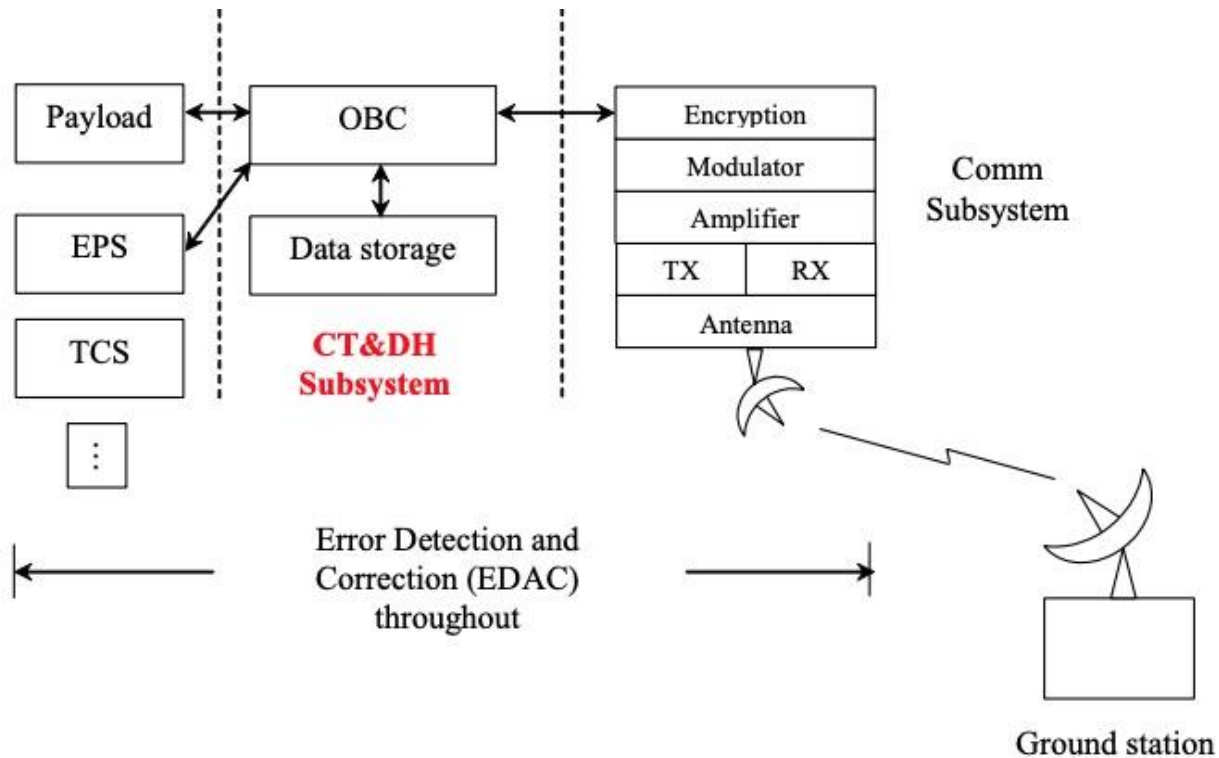 Payload
OBC
Encryption
Modulator
Comm
Subsystem
Amplifier
EPS
Data storage
TX
RX
Antenna
TCS
CT&DH
Subsystem
⋮
Error Detection and
Correction (EDAC)
throughout
Ground station